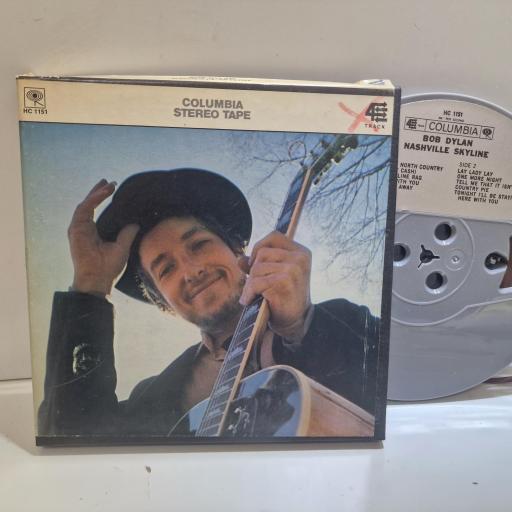 HC 1151
COLUMBIA
STEREO TAPE
4
TRACK
HC 1151
COLUMBIA
BOB DYLAN
NASHVILLE SKYLINE
NORTH COUNTRY
CASH)
LINE RAG
WITH YOU
AWAY
SIDE 2
LAY LADY LAY
ONE MORE NIGHT
TELL ME THAT IT ISN'
COUNTRY PIE
TONIGHT I'LL BE STAY
HERE WITH YOU